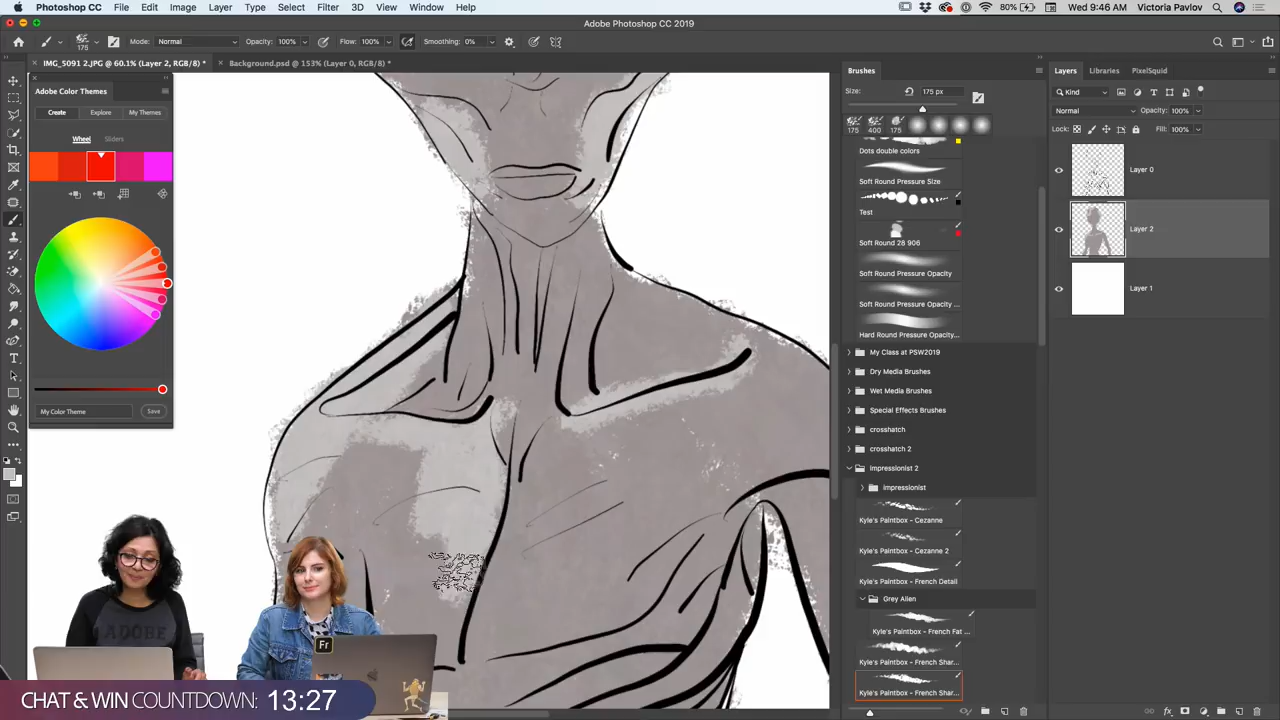 Photoshop CC File Edit Image Layer Type Select Filter 3D View Window Help
80% Wed 9:46 AM Victoria Pavlov
Adobe Photoshop CC 2019
175 Mode: Normal Opacity: 100% Flow: 100% Smoothing: 0%
IMG_5091 2.JPG @ 60.1% (Layer 2, RGB/8) * Background.psd @ 153% (Layer 0, RGB/8) *
Adobe Color Themes
Create Explore My Themes
Wheel Sliders
My Color Theme Save
Brushes
Size: 175 px
175 400 175
Dots double colors
Soft Round Pressure Size
Test
Soft Round 28 906
Soft Round Pressure Opacity
Soft Round Pressure Opacity ...
Hard Round Pressure Opacity...
My Class at PSW2019
Dry Media Brushes
Wet Media Brushes
Special Effects Brushes
crosshatch
crosshatch 2
Impressionist 2
Impressionist
Kyle's Paintbox - Cezanne
Kyle's Paintbox - Cezanne 2
Kyle's Paintbox - French Detail
Grey Allen
Kyle's Paintbox - French Fat ...
Kyle's Paintbox - French Shar...
Kyle's Paintbox - French Shar...
Layers Libraries PixelSquid
Kind
Normal Opacity: 100%
Lock: Fill: 100%
Layer 0
Layer 2
Layer 1
ADOBE
Fr
CHAT & WIN COUNTDOWN: 13:27